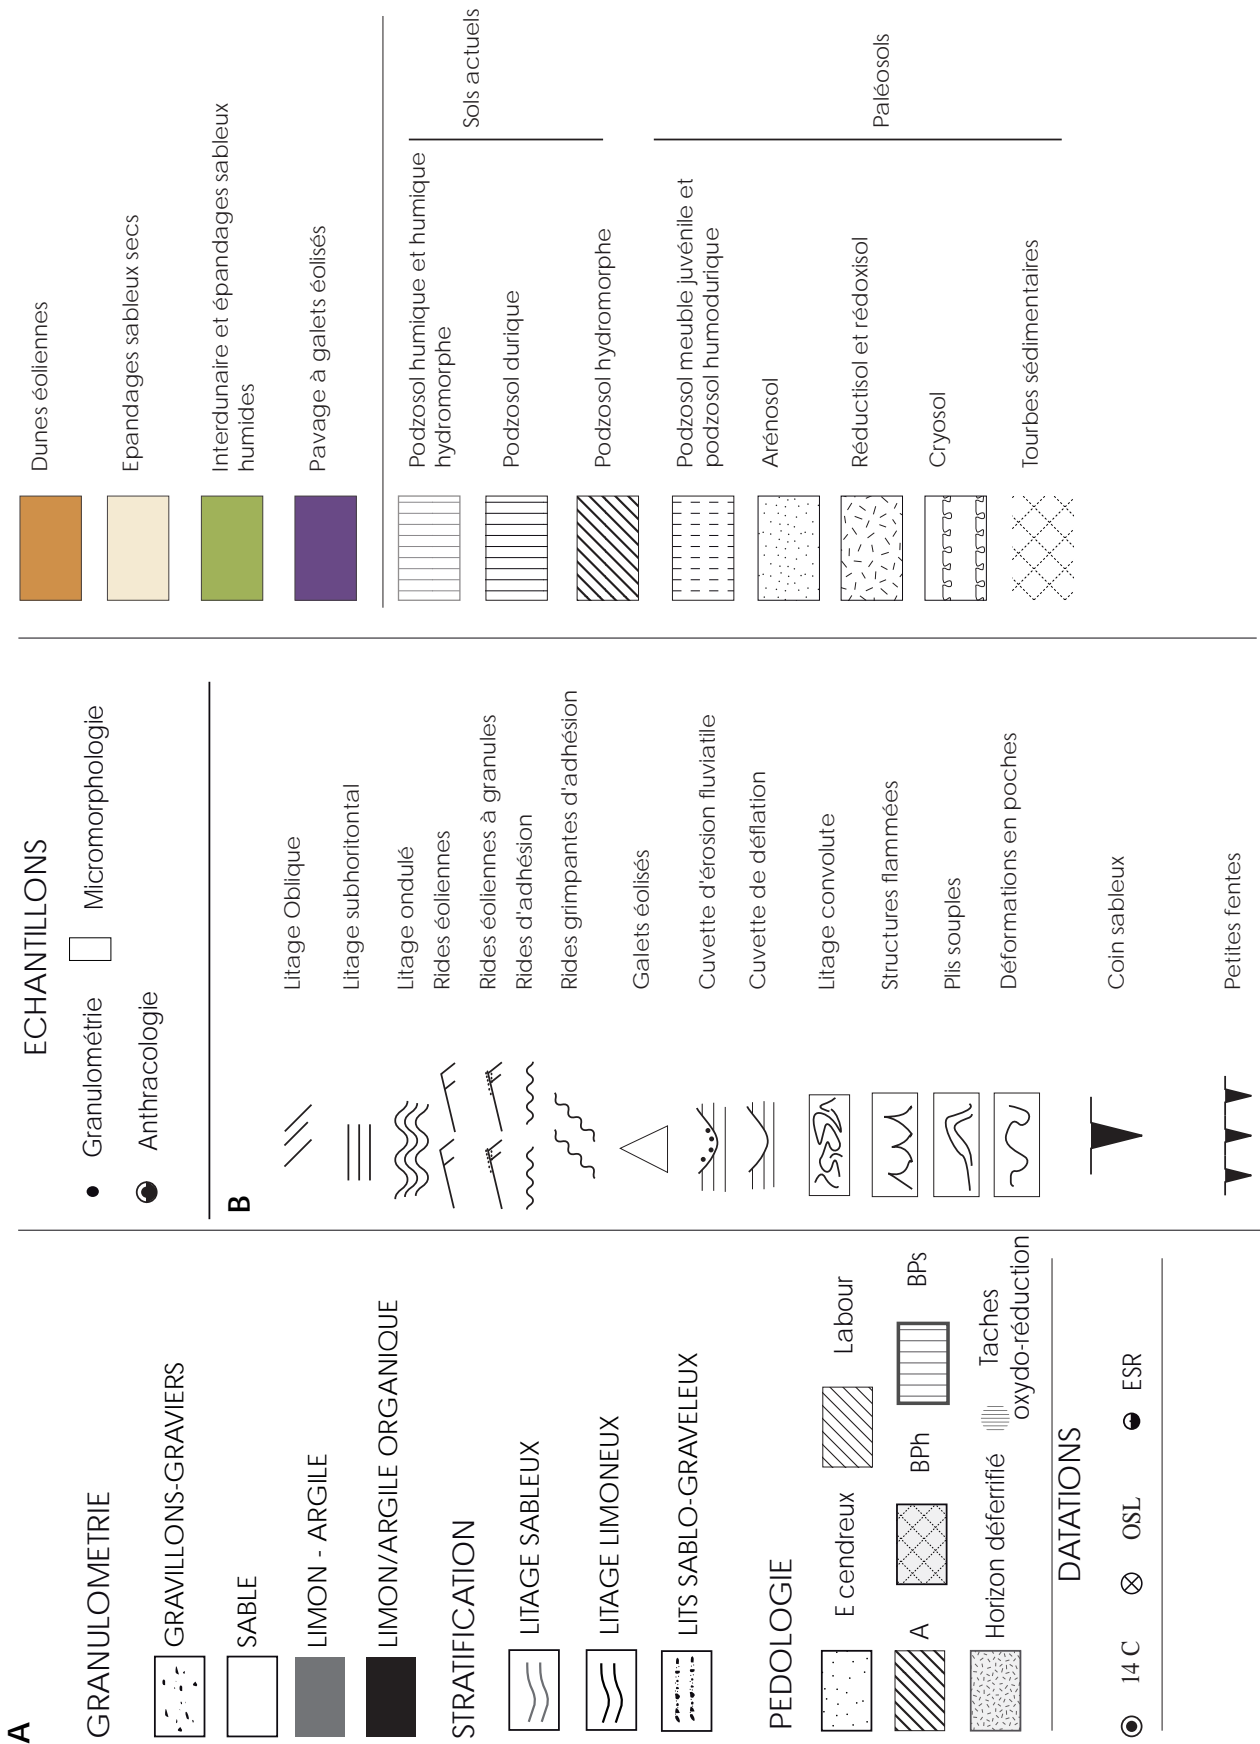 A
GRANULOMETRIE
GRAVILLONS-GRAVIERS
SABLE
LIMON - ARGILE
LIMON/ARGILE ORGANIQUE
STRATIFICATION
LITAGE SABLEUX
LITAGE LIMONEUX
LITS SABLO-GRAVELEUX
PEDOLOGIE
E cendreux
Labour
A
BPh
BPs
Horizon déferrifié
Taches
oxydo-réduction
DATATIONS
14 C
OSL
ESR
ECHANTILLONS
Granulométrie
Micromorphologie
Anthracologie
B
Litage Oblique
Litage subhoritontal
Litage ondulé
Rides éoliennes
Rides éoliennes à granules
Rides d'adhésion
Rides grimpantes d'adhésion
Galets éolisés
Cuvette d'érosion fluviatile
Cuvette de déflation
Litage convolute
Structures flammées
Plis souples
Déformations en poches
Coin sableux
Petites fentes
Dunes éoliennes
Epandages sableux secs
Interdunaire et épandages sableux
humides
Pavage à galets éolisés
Podzosol humique et humique
hydromorphe
Podzosol durique
Podzosol hydromorphe
Sols actuels
Podzosol meuble juvénile et
podzosol humodurique
Arénosol
Réductisol et rédoxisol
Cryosol
Tourbes sédimentaires
Paléosols